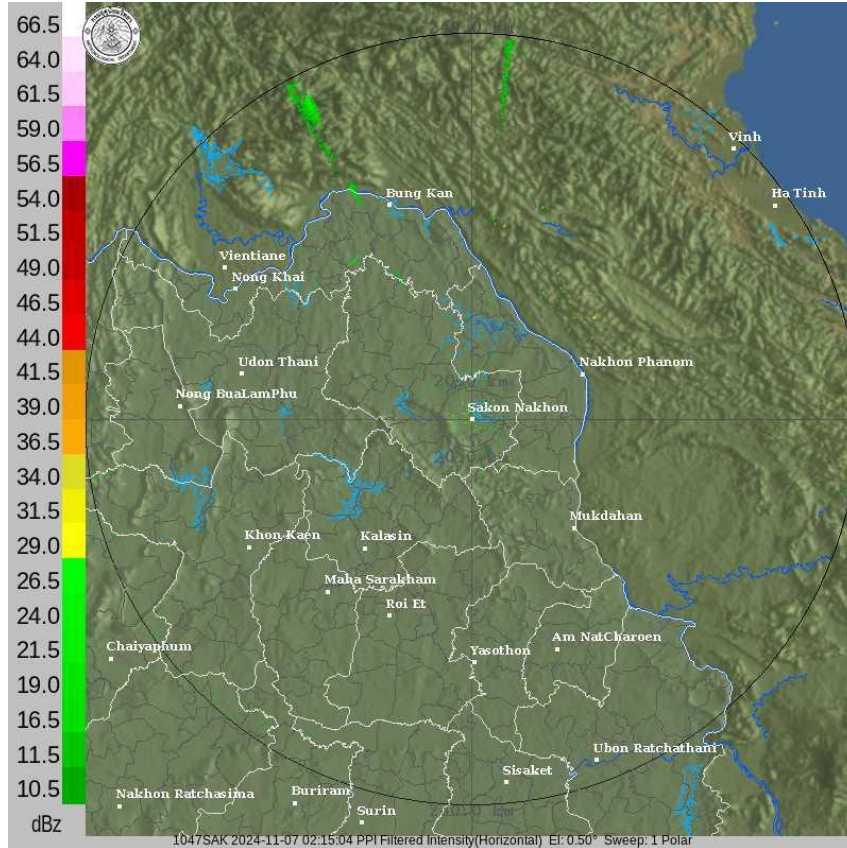 66.5
64.0
61.5
59.0
56.5
54.0
51.5
49.0
46.5
44.0
41.5
39.0
36.5
34.0
31.5
29.0
26.5
24.0
21.5
19.0
16.5
11.5
10.5
dBz
Vinh
Ha Tinh
Bung Kan
Vientiane
Nong Khai
Udon Thani
Nakhon Phanom
Nong BuaLamPhu
Sakon Nakhon
Mukdahan
Khon Kaen
Kalasin
Maha Sarakham
Roi Et
Chaiyaphum
Yasothon
Am NatCharoen
Ubon Ratchathani
Sisaket
Nakhon Ratchasima
Buriram
Surin
1047SAK 2024-11-07 02:15:04 PPI Filtered Intensity(Horizontal) El: 0.50° Sweep: 1 Polar